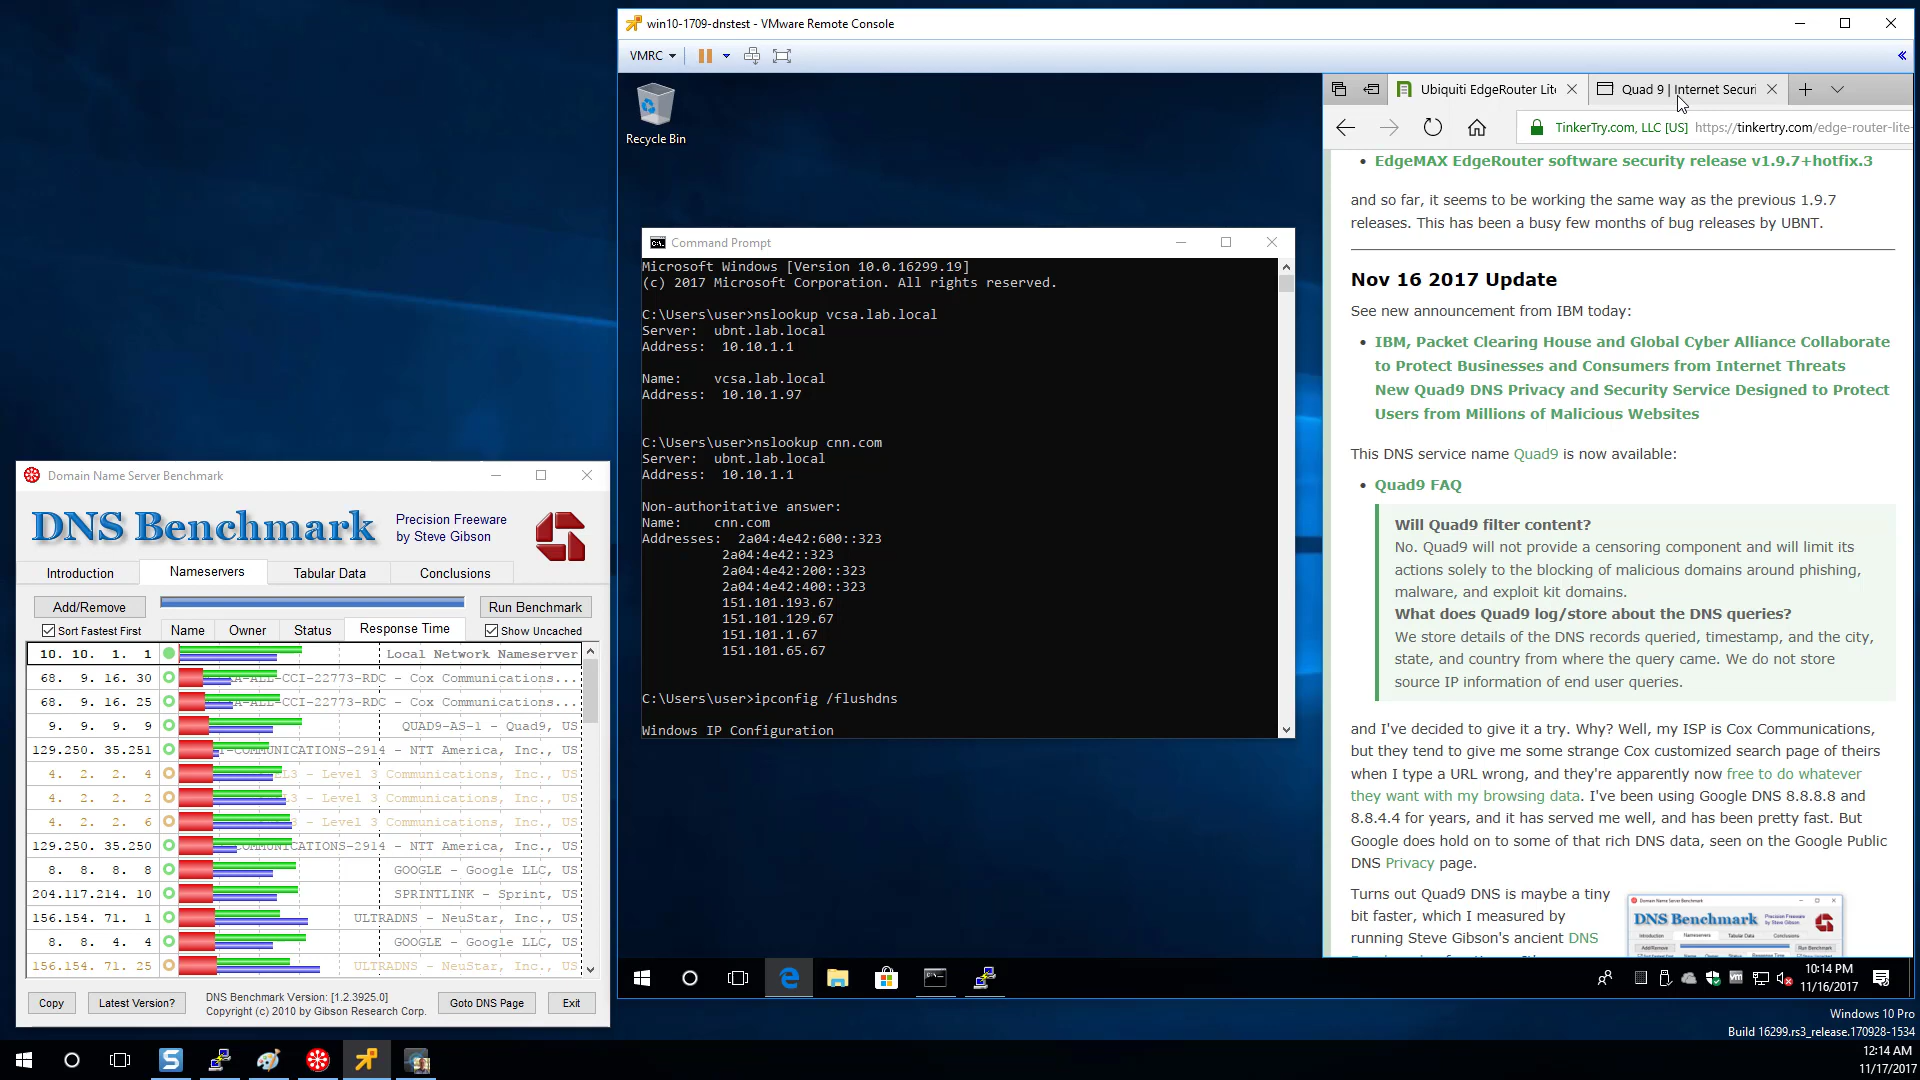 win10-1709-dnstest - VMware Remote Console
VMRC
Recycle Bin
Ubiquiti EdgeRouter Lite
Quad 9 | Internet Securi
TinkerTry.com, LLC [US] https://tinkertry.com/edge-router-lite-
EdgeMAX EdgeRouter software security release v1.9.7+hotfix.3
and so far, it seems to be working the same way as the previous 1.9.7
releases. This has been a busy few months of bug releases by UBNT.
Nov 16 2017 Update
See new announcement from IBM today:
IBM, Packet Clearing House and Global Cyber Alliance Collaborate
to Protect Businesses and Consumers from Internet Threats
New Quad9 DNS Privacy and Security Service Designed to Protect
Users from Millions of Malicious Websites
This DNS service name Quad9 is now available:
Quad9 FAQ
Will Quad9 filter content?
No. Quad9 will not provide a censoring component and will limit its
actions solely to the blocking of malicious domains around phishing,
malware, and exploit kit domains.
What does Quad9 log/store about the DNS queries?
We store details of the DNS records queried, timestamp, and the city,
state, and country from where the query came. We do not store
source IP information of end user queries.
and I've decided to give it a try. Why? Well, my ISP is Cox Communications,
but they tend to give me some strange Cox customized search page of theirs
when I type a URL wrong, and they're apparently now free to do whatever
they want with my browsing data. I've been using Google DNS 8.8.8.8 and
8.8.4.4 for years, and it has served me well, and has been pretty fast. But
Google does hold on to some of that rich DNS data, seen on the Google Public
DNS Privacy page.
Turns out Quad9 DNS is maybe a tiny
bit faster, which I measured by
running Steve Gibson's ancient DNS
DNS Benchmark
Command Prompt
Microsoft Windows [Version 10.0.16299.19]
(c) 2017 Microsoft Corporation. All rights reserved.
C:\Users\user>nslookup vcsa.lab.local
Server: ubnt.lab.local
Address: 10.10.1.1
Name: vcsa.lab.local
Address: 10.10.1.97
C:\Users\user>nslookup cnn.com
Server: ubnt.lab.local
Address: 10.10.1.1
Non-authoritative answer:
Name: cnn.com
Addresses: 2a04:4e42:600::323
2a04:4e42::323
2a04:4e42:200::323
2a04:4e42:400::323
151.101.193.67
151.101.129.67
151.101.1.67
151.101.65.67
C:\Users\user>ipconfig /flushdns
Windows IP Configuration
Domain Name Server Benchmark
DNS Benchmark
Precision Freeware
by Steve Gibson
Introduction Nameservers Tabular Data Conclusions
Add/Remove Run Benchmark
Sort Fastest First Name Owner Status Response Time Show Uncached
10. 10. 1. 1 Local Network Nameserver
68. 9. 16. 30 A-ALL-CCI-22773-RDC - Cox Communications...
68. 9. 16. 25 A-ALL-CCI-22773-RDC - Cox Communications...
9. 9. 9. 9 QUAD9-AS-1 - Quad9, US
129.250. 35.251 COMMUNICATIONS-2914 - NTT America, Inc., US
4. 2. 2. 4 EL3 - Level 3 Communications, Inc., US
4. 2. 2. 2 3 - Level 3 Communications, Inc., US
4. 2. 2. 6 3 - Level 3 Communications, Inc., US
129.250. 35.250 UNICATIONS-2914 - NTT America, Inc., US
8. 8. 8. 8 GOOGLE - Google LLC, US
204.117.214. 10 SPRINTLINK - Sprint, US
156.154. 71. 1 ULTRADNS - NeuStar, Inc., US
8. 8. 4. 4 GOOGLE - Google LLC, US
156.154. 71. 25 ULTRADNS - NeuStar, Inc., US
Copy Latest Version? DNS Benchmark Version: [1.2.3925.0]
Copyright (c) 2010 by Gibson Research Corp. Goto DNS Page Exit
10:14 PM
11/16/2017
Windows 10 Pro
Build 16299.rs3_release.170928-1534
12:14 AM
11/17/2017